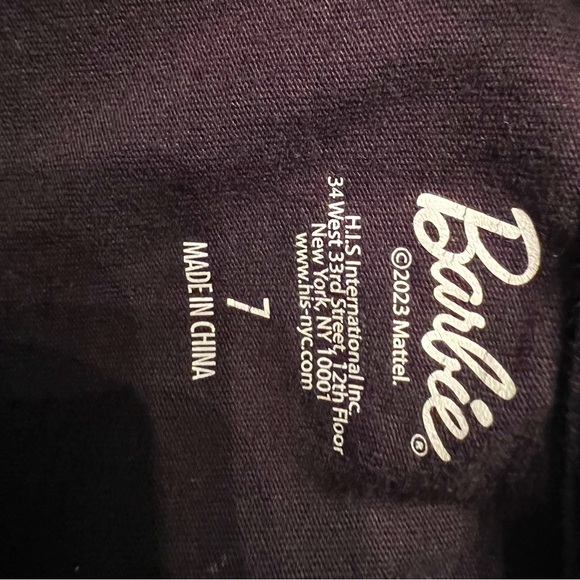 Barbie®
©2023 Mattel.
H.I.S International Inc.
34 West 33rd Street, 12th Floor
New York, NY 10001
www.his-nyc.com
7
MADE IN CHINA